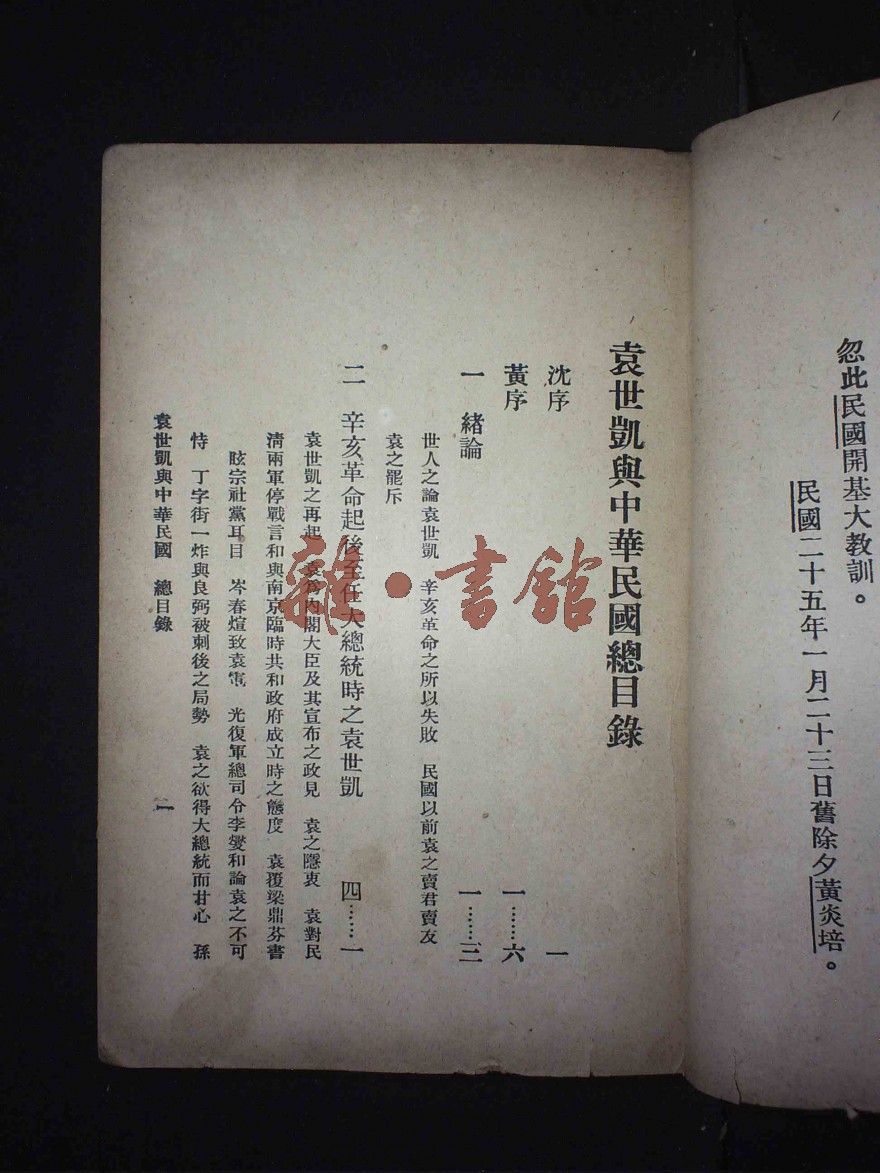 忽此民國開基大教訓。
民國二十五年一月二十三日舊除夕黃炎培。
袁世凱與中華民國總目錄
沈序 一
黃序 一……六
一 緒論 一……三
世人之論袁世凱 辛亥革命之所以失敗 民國以前袁之賣君賣友
袁之罷斥
二 辛亥革命起後至任大總統時之袁世凱 四……一
袁世凱之再起 袁爲內閣大臣及其宣布之政見 袁之隱衷 袁對民
清兩軍停戰言和與南京臨時共和政府成立時之態度 袁覆梁鼎芬書
眩宗社黨耳目 岑春煊致袁電 光復軍總司令李燮和論袁之不可
恃 丁字街一炸與良弼被刺後之局勢 袁之欲得大總統而甘心 孫
袁世凱與中華民國 總目錄 一
雜·書館